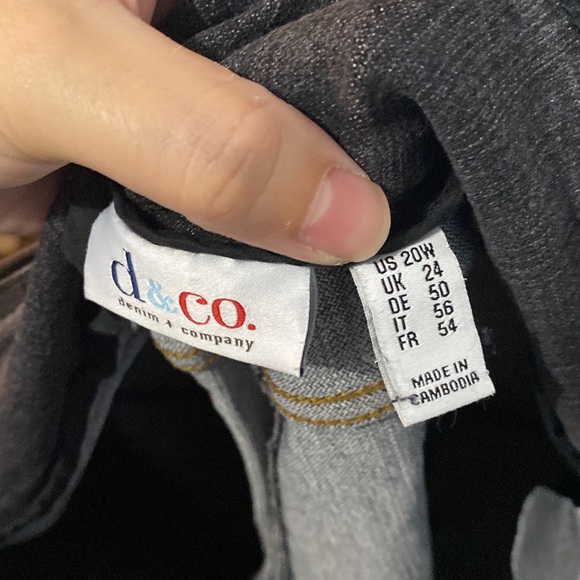 d&co.
denim + company
US 20W
UK 24
DE 50
IT 56
FR 54
MADE IN
CAMBODIA